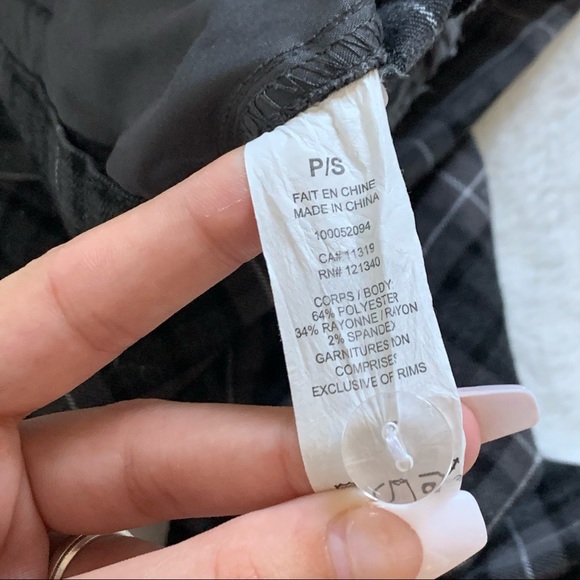 P/S
FAIT EN CHINE
MADE IN CHINA
100052094
CA# 11319
RN# 121340
CORPS / BODY
64% POLYESTER
34% RAYONNE / RAYON
2% SPANDEX
GARNITURES NON
COMPRISES
EXCLUSIVE OF RIMS